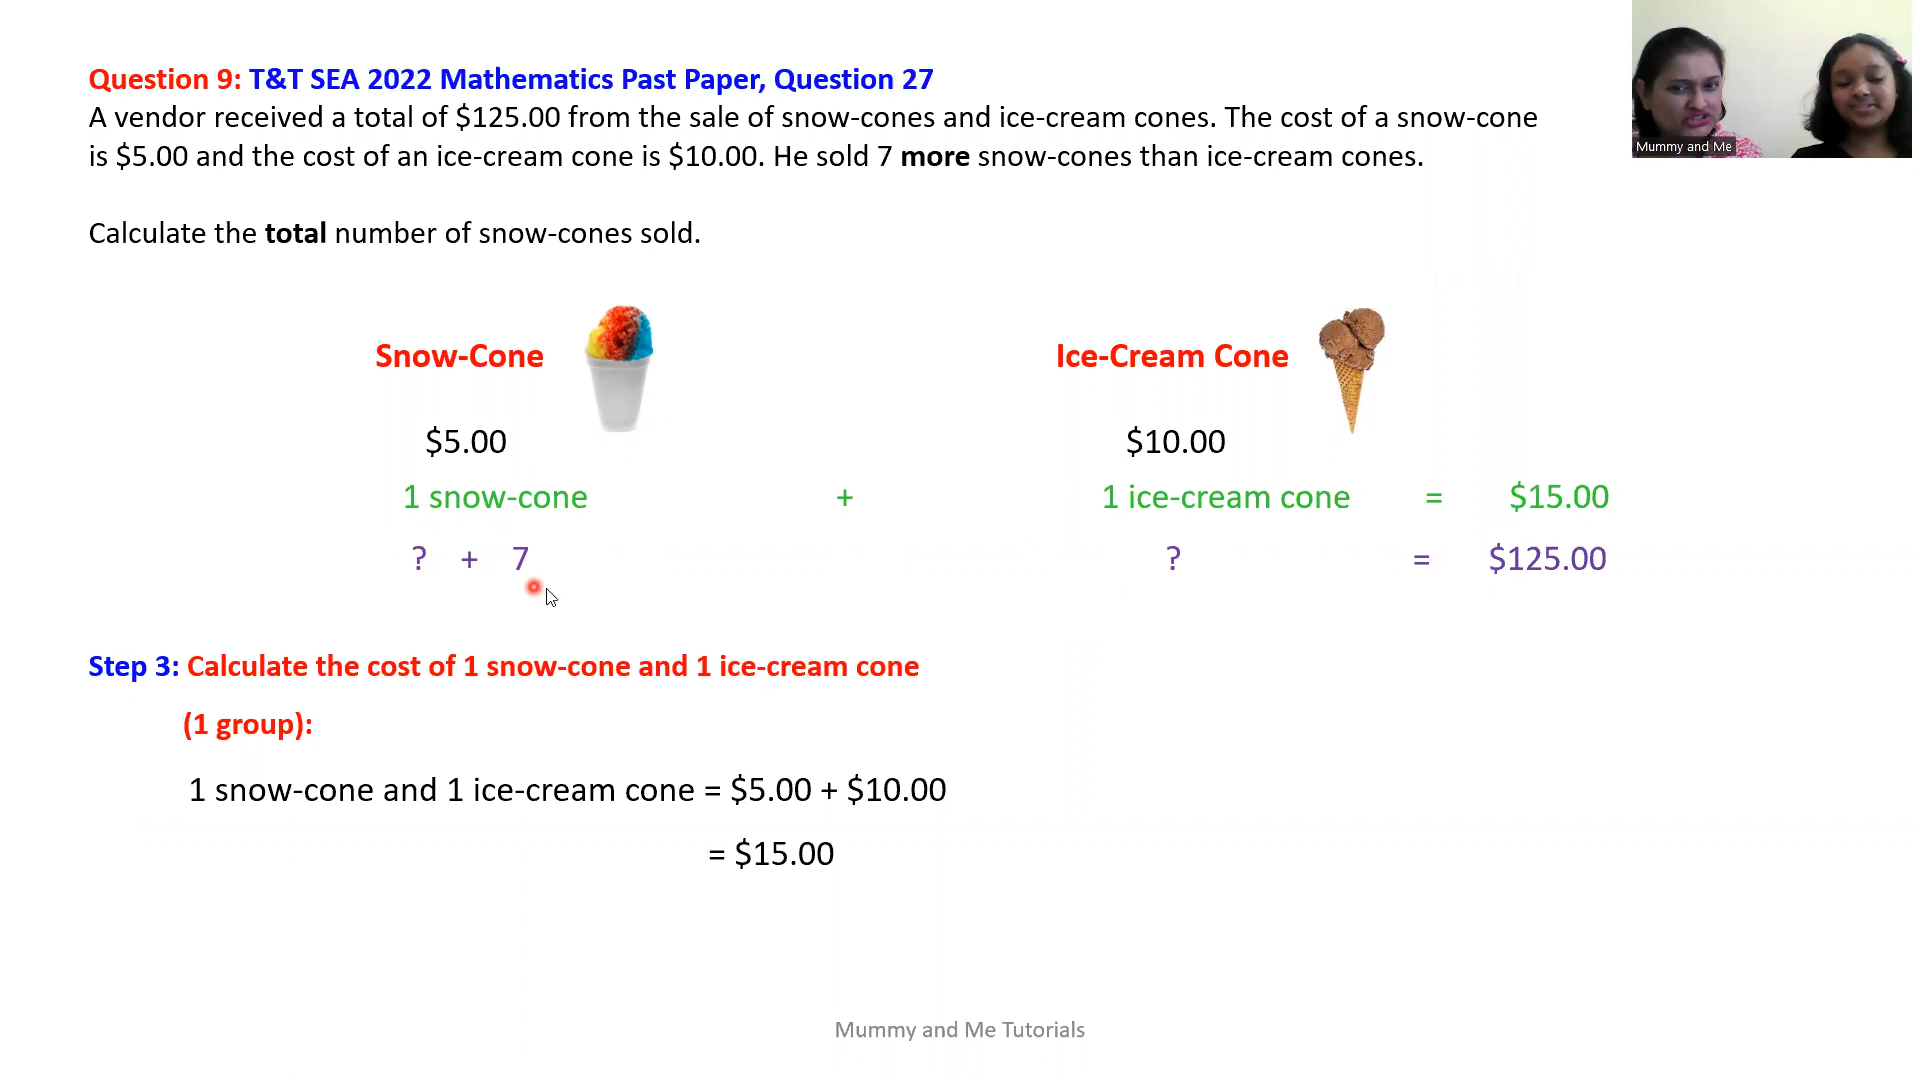 Question 9: T&T SEA 2022 Mathematics Past Paper, Question 27
A vendor received a total of $125.00 from the sale of snow-cones and ice-cream cones. The cost of a snow-cone
is $5.00 and the cost of an ice-cream cone is $10.00. He sold 7 more snow-cones than ice-cream cones.
Calculate the total number of snow-cones sold.
Mummy and Me
Snow-Cone Ice-Cream Cone
$5.00 $10.00
1 snow-cone + 1 ice-cream cone = $15.00
? + 7 ? = $125.00
Step 3: Calculate the cost of 1 snow-cone and 1 ice-cream cone
(1 group):
1 snow-cone and 1 ice-cream cone = $5.00 + $10.00
= $15.00
Mummy and Me Tutorials